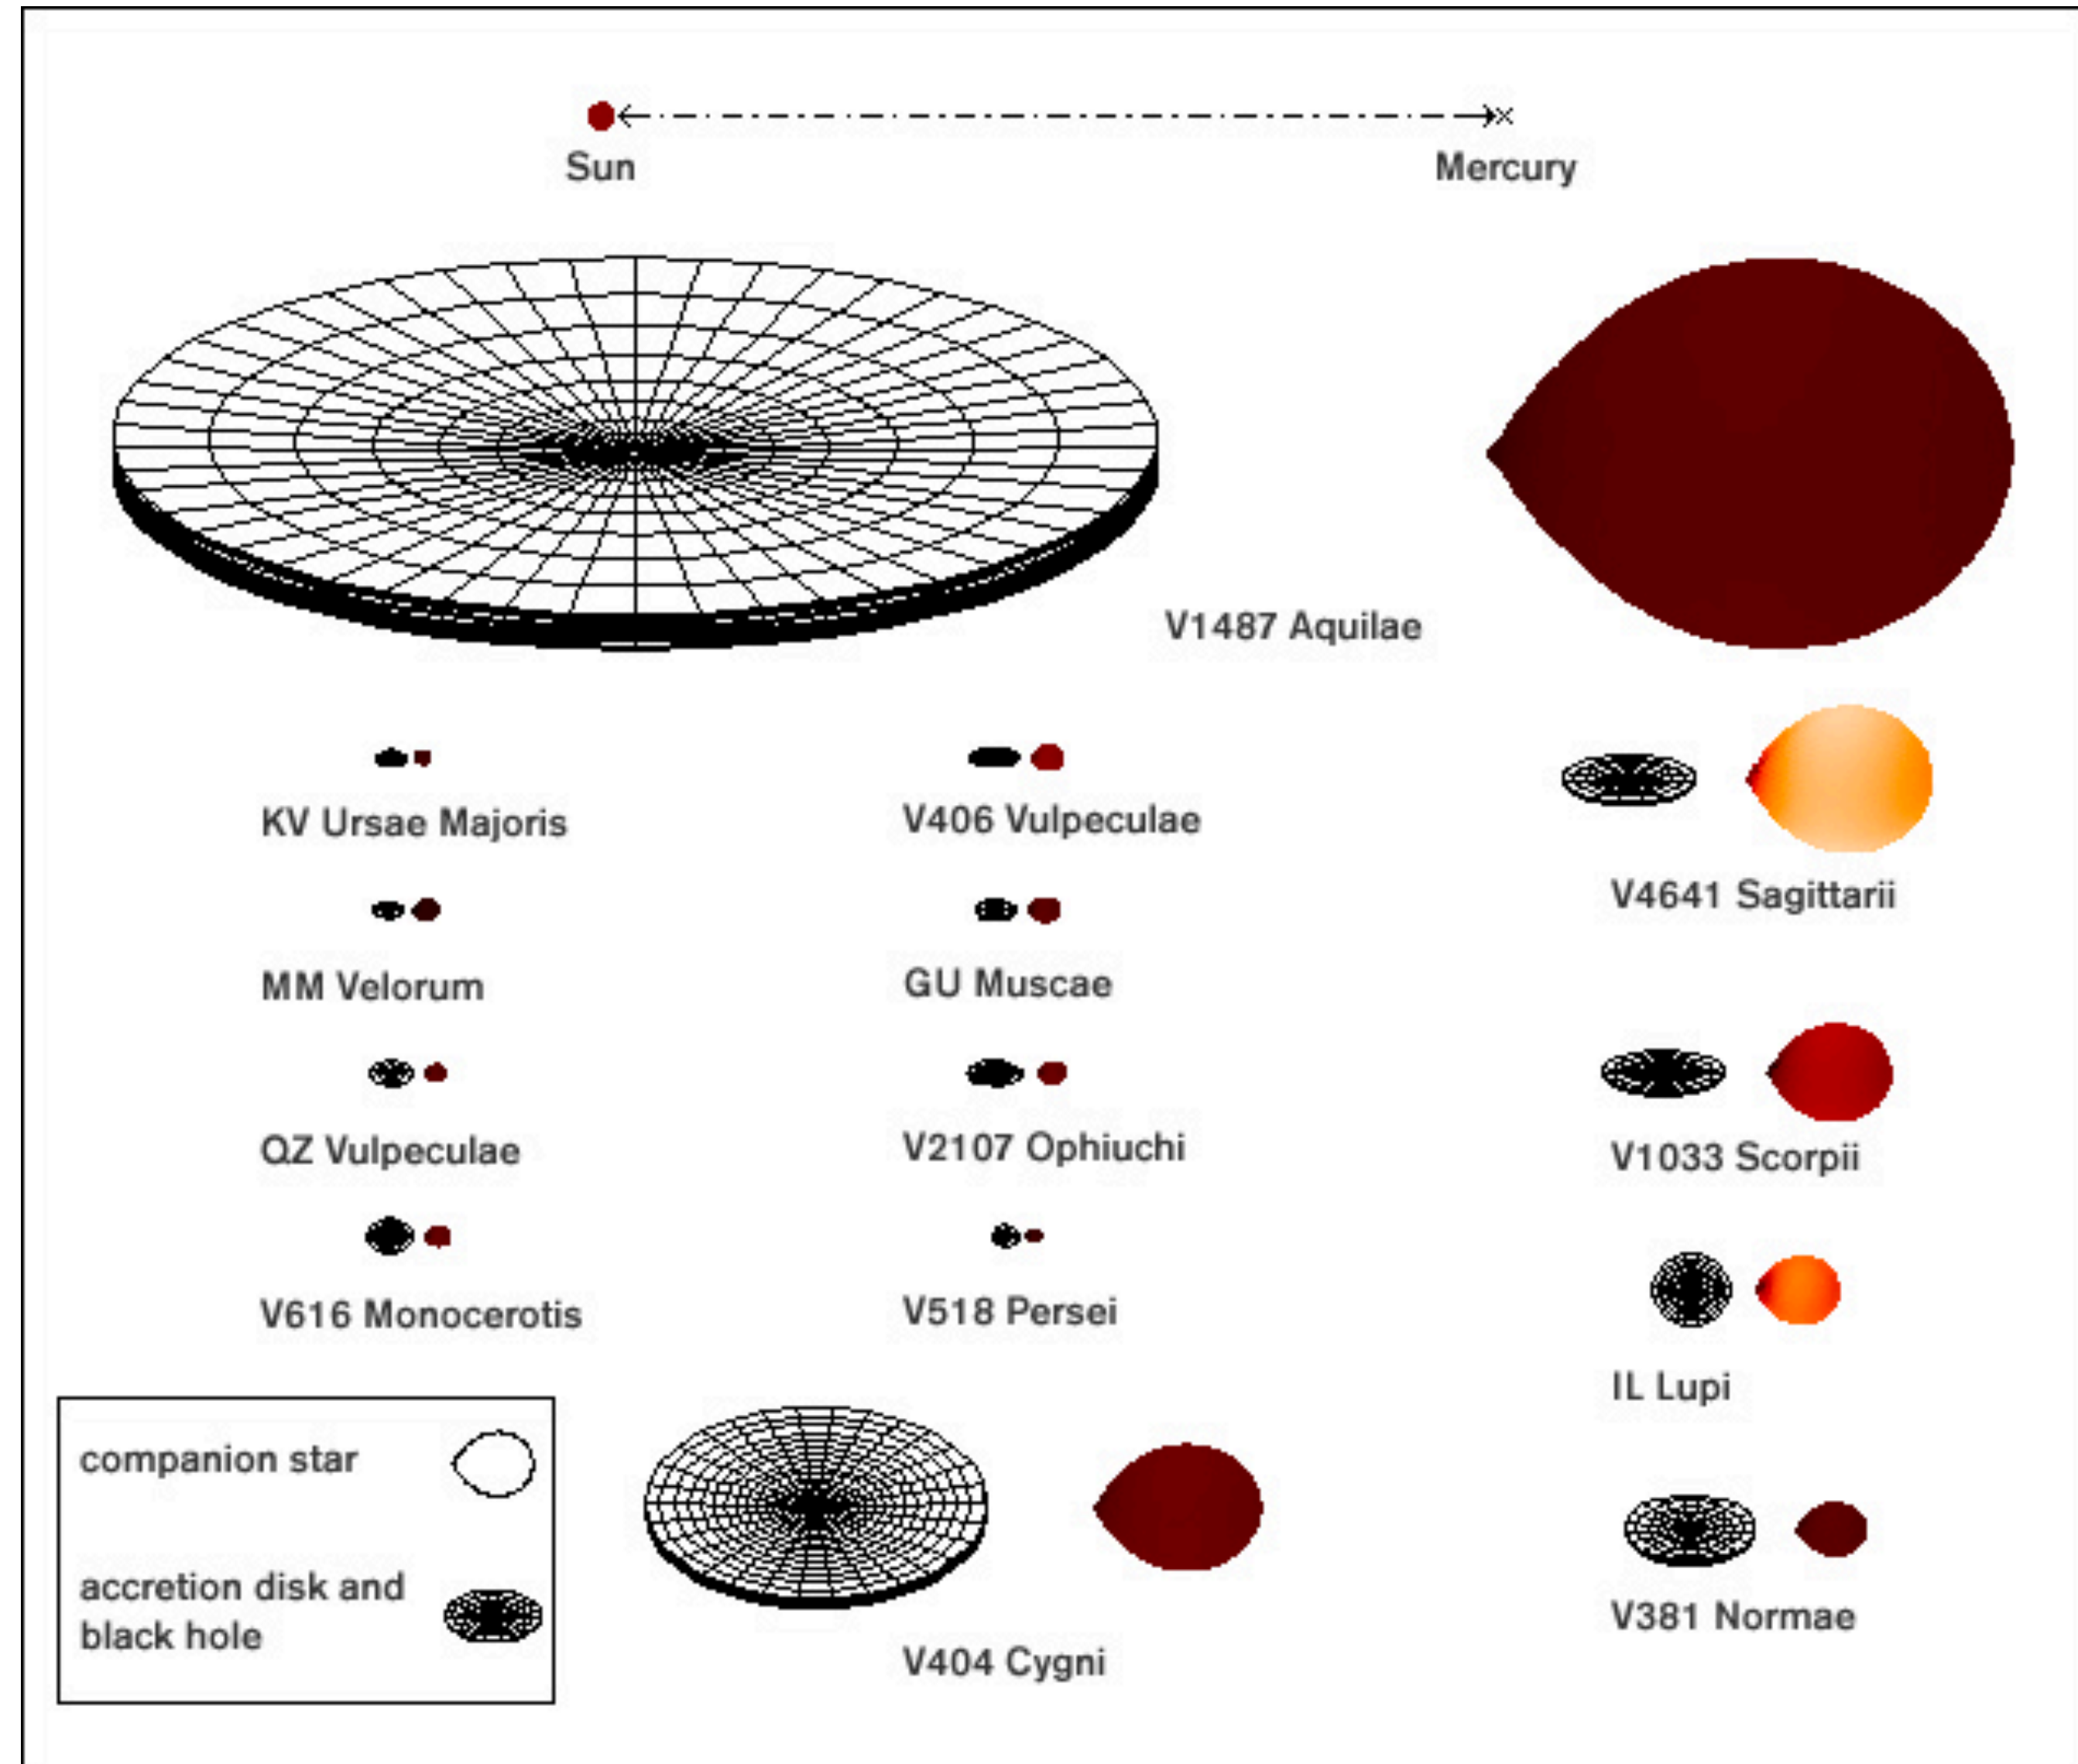 Sun
Mercury
V1487 Aquilae
KV Ursae Majoris
V406 Vulpeculae
V4641 Sagittarii
MM Velorum
GU Muscae
QZ Vulpeculae
V2107 Ophiuchi
V1033 Scorpii
V616 Monocerotis
V518 Persei
IL Lupi
companion star
accretion disk and
black hole
V404 Cygni
V381 Normae